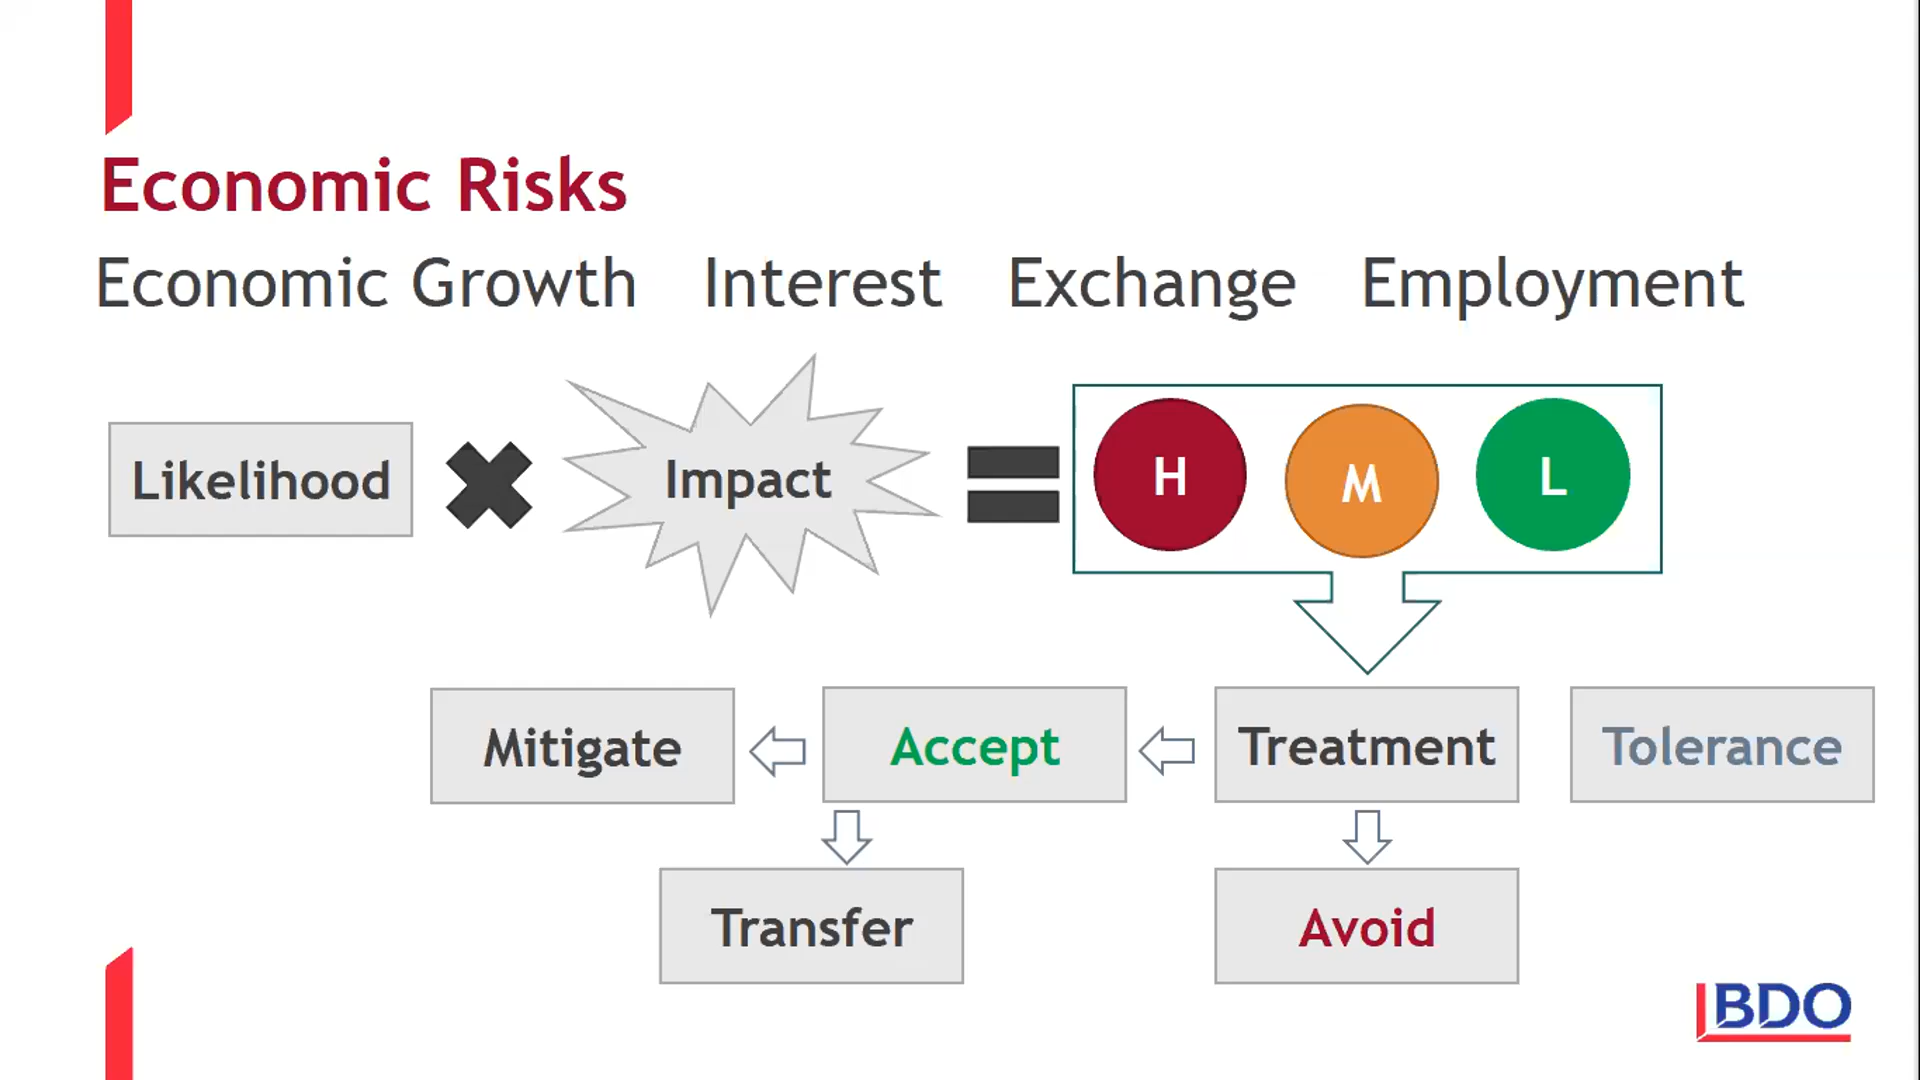 Economic Risks
Economic Growth Interest Exchange Employment
Likelihood Impact H M L
Mitigate Accept Treatment Tolerance
Transfer Avoid
BDO